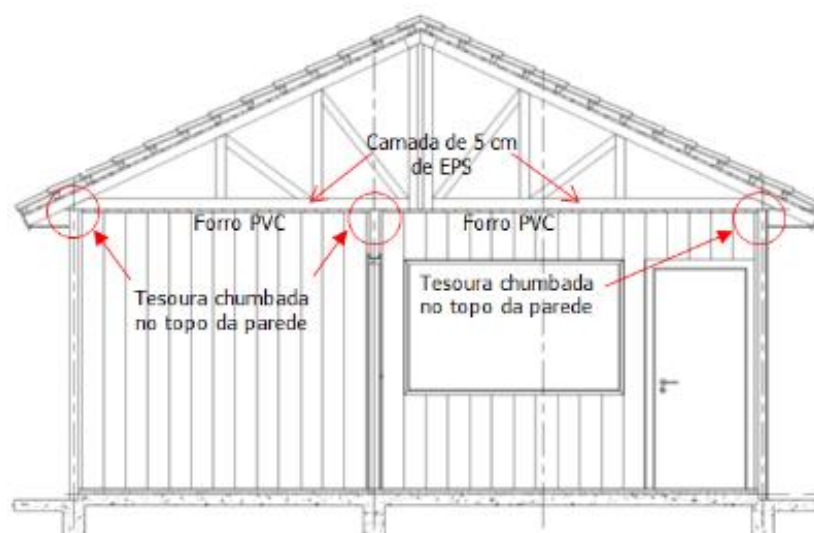 Camada de 5 cm
de EPS
Forro PVC
Forro PVC
Tesoura chumbada
no topo da parede
Tesoura chumbada
no topo da parede